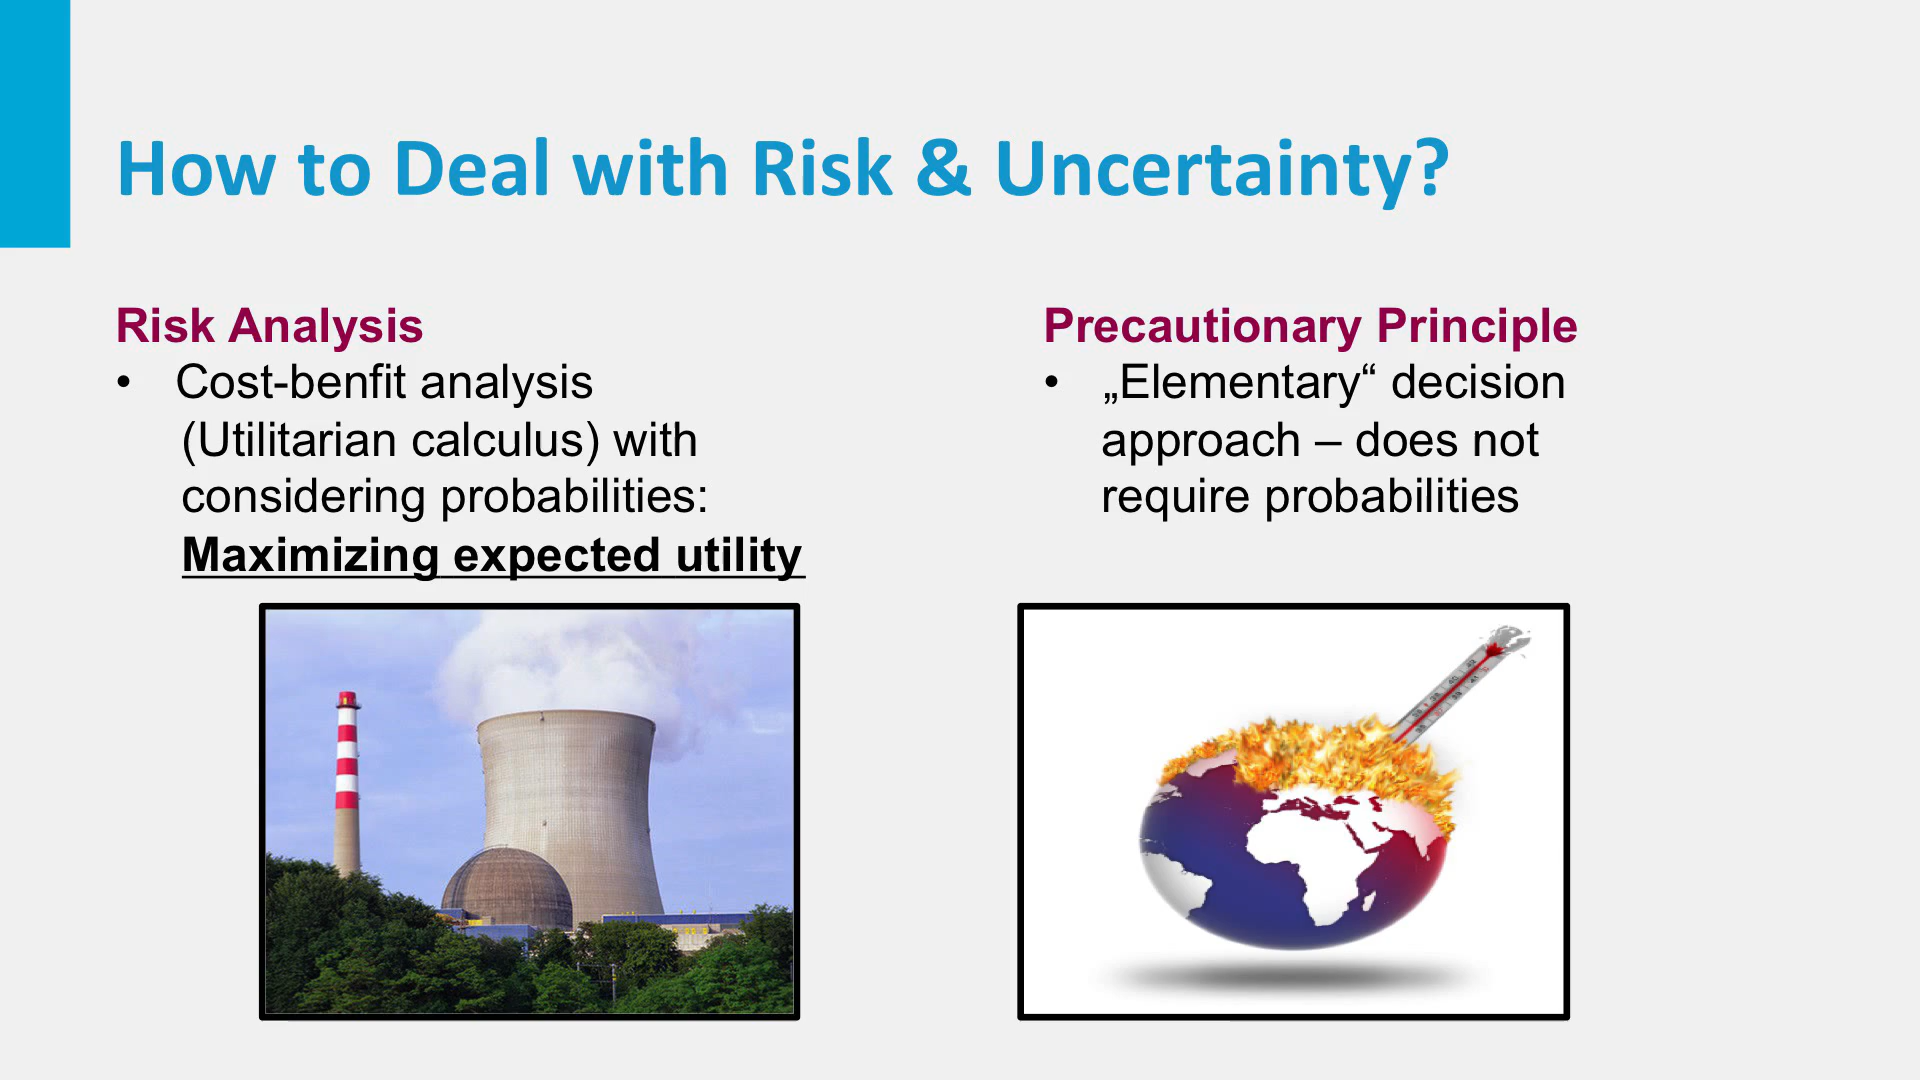 How to Deal with Risk & Uncertainty?
Risk Analysis
• Cost-benfit analysis
(Utilitarian calculus) with
considering probabilities:
Maximizing expected utility
Precautionary Principle
• „Elementary“ decision
approach – does not
require probabilities